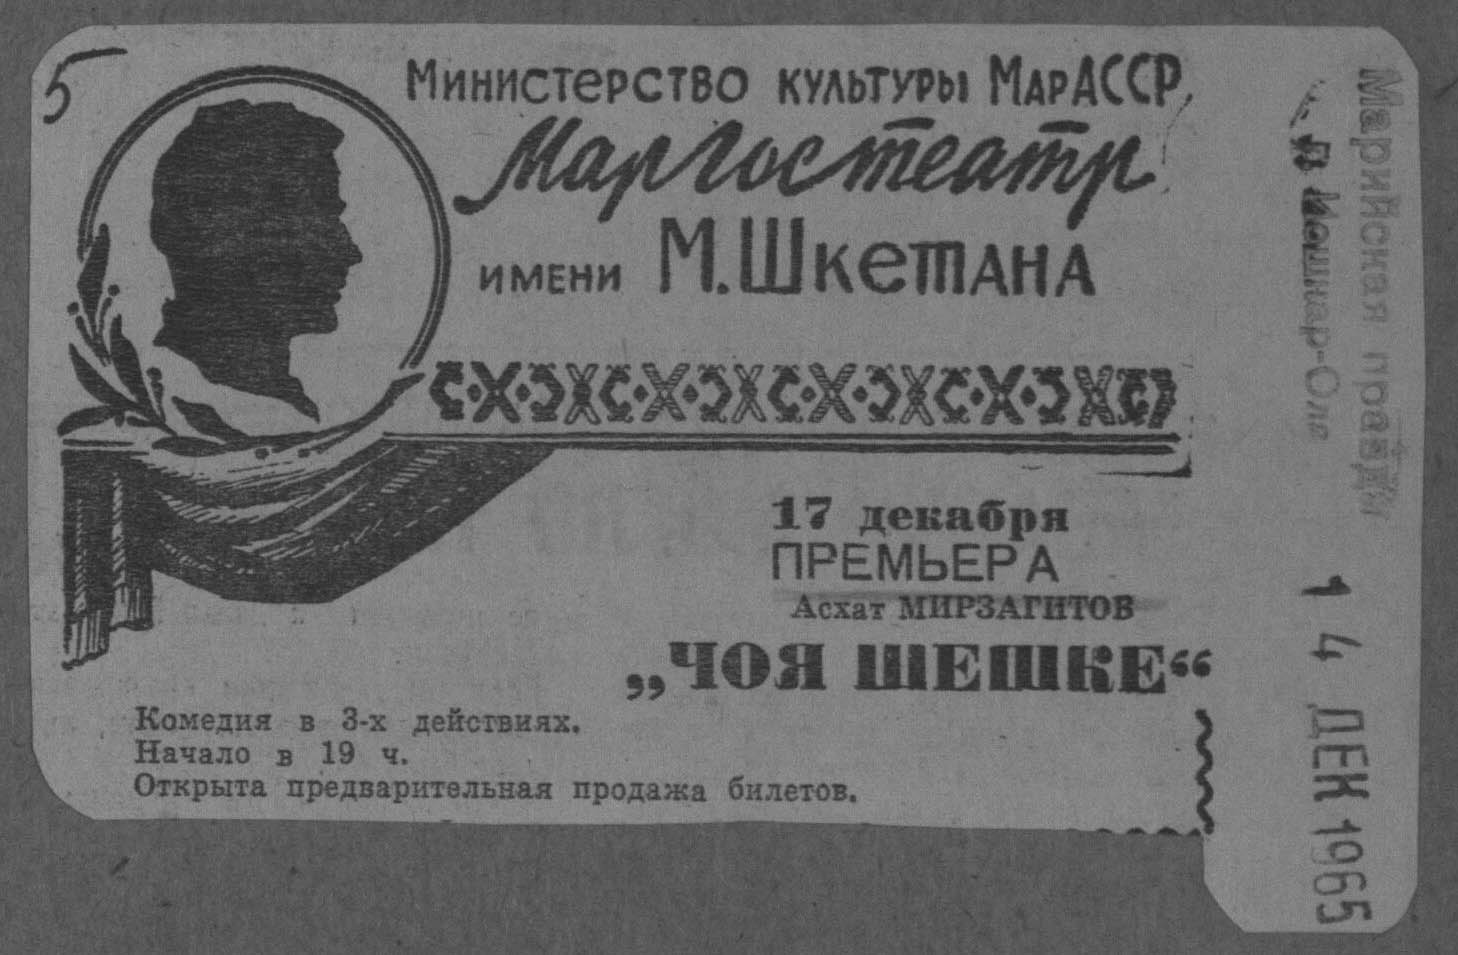 5
Министерство культуры МарАССР
Маргостеатр
имени М. Шкетана
17 декабря
ПРЕМЬЕРА
Асхат МИРЗАГИТОВ
„ЧОЯ ШЕШКЕ“
Комедия в 3-х действиях.
Начало в 19 ч.
Открыта предварительная продажа билетов.
Марийская правда
г. Йошкар-Ола
14 ДЕК 1965